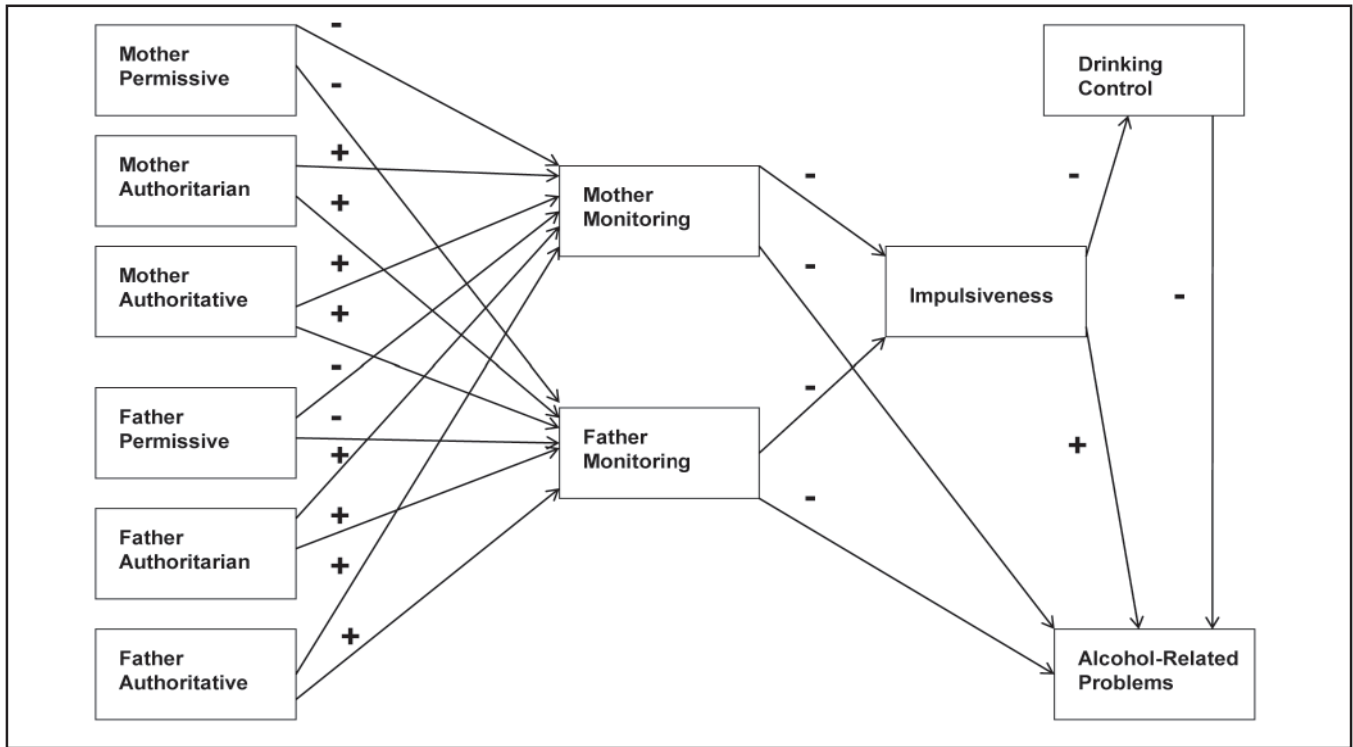 Mother
Permissive
-
-
Mother
Authoritarian
+
+
Mother
Authoritative
+
+
Father
Permissive
-
-
Father
Authoritarian
+
+
Father
Authoritative
+
+
Mother
Monitoring
-
-
Father
Monitoring
-
-
Impulsiveness
-
+
Drinking
Control
-
Alcohol-Related
Problems